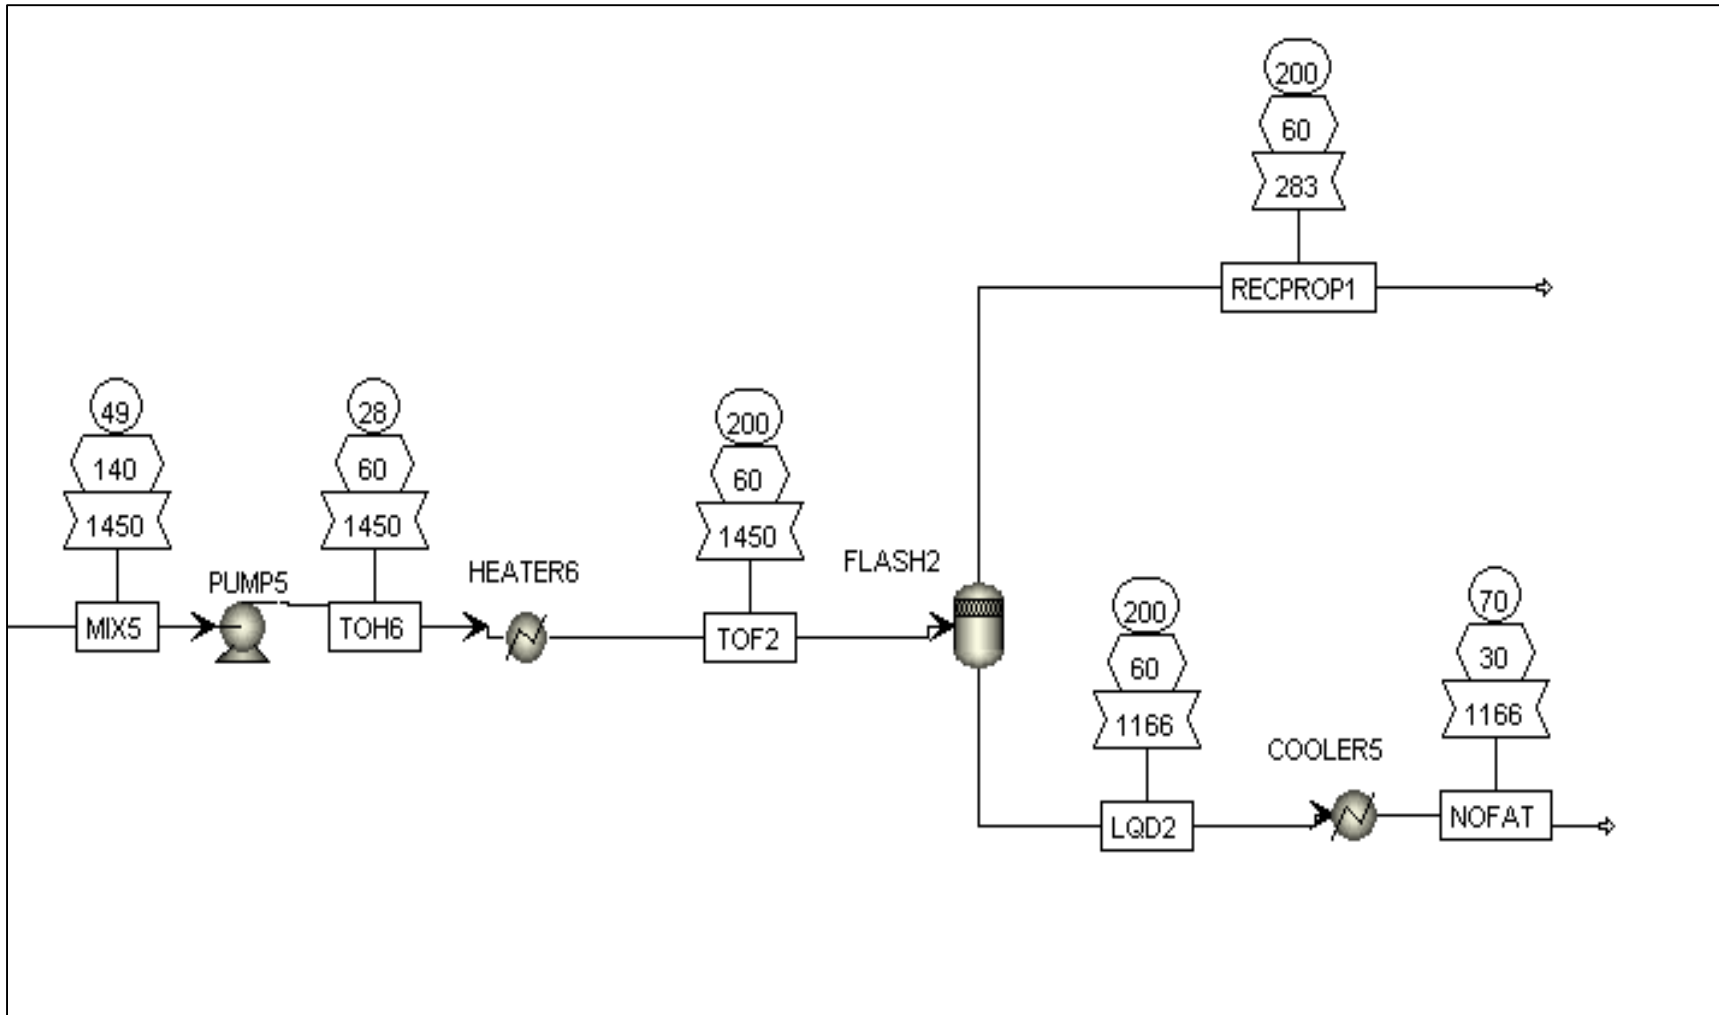 200
60
283
RECPROP1
49
140
1450
MIX5
PUMP5
28
60
1450
TOH6
HEATER6
200
60
1450
TOF2
FLASH2
200
60
1166
LQD2
COOLER5
70
30
1166
NOFAT